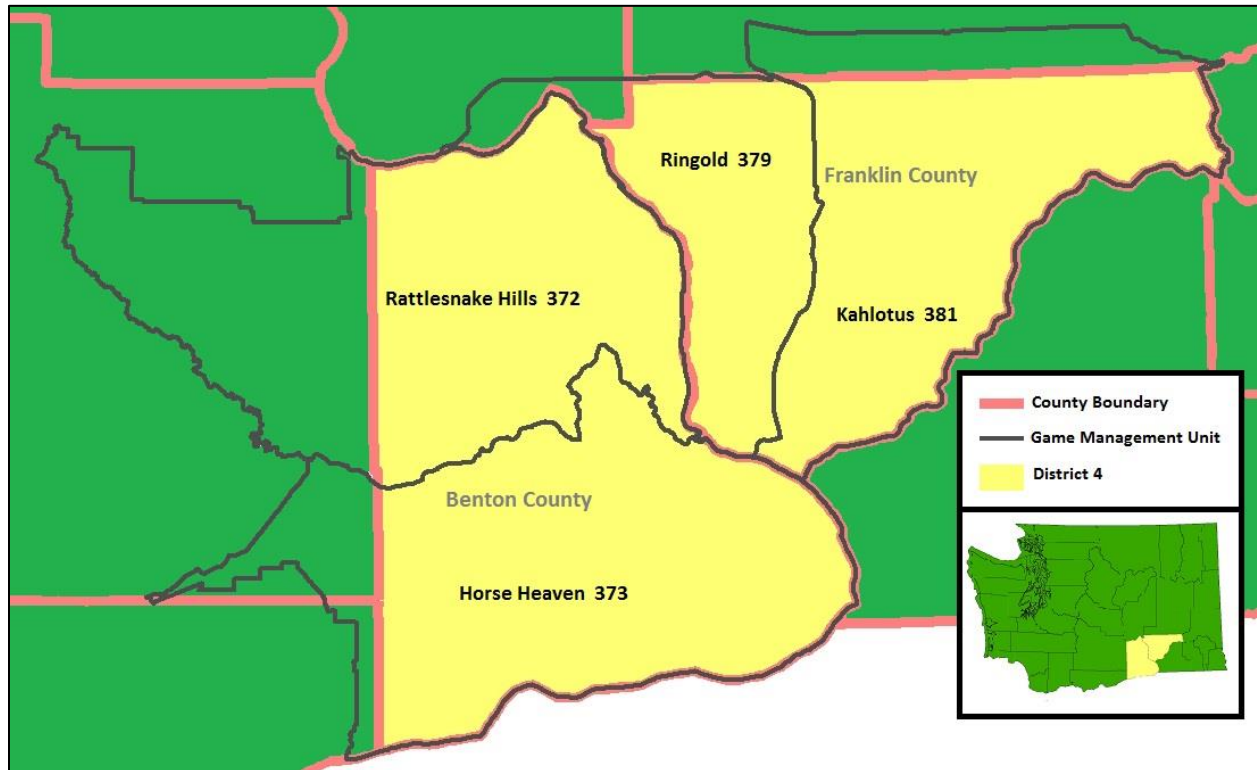 Ringold 379
Franklin County
Rattlesnake Hills 372
Kahlotus 381
Benton County
Horse Heaven 373
County Boundary
Game Management Unit
District 4